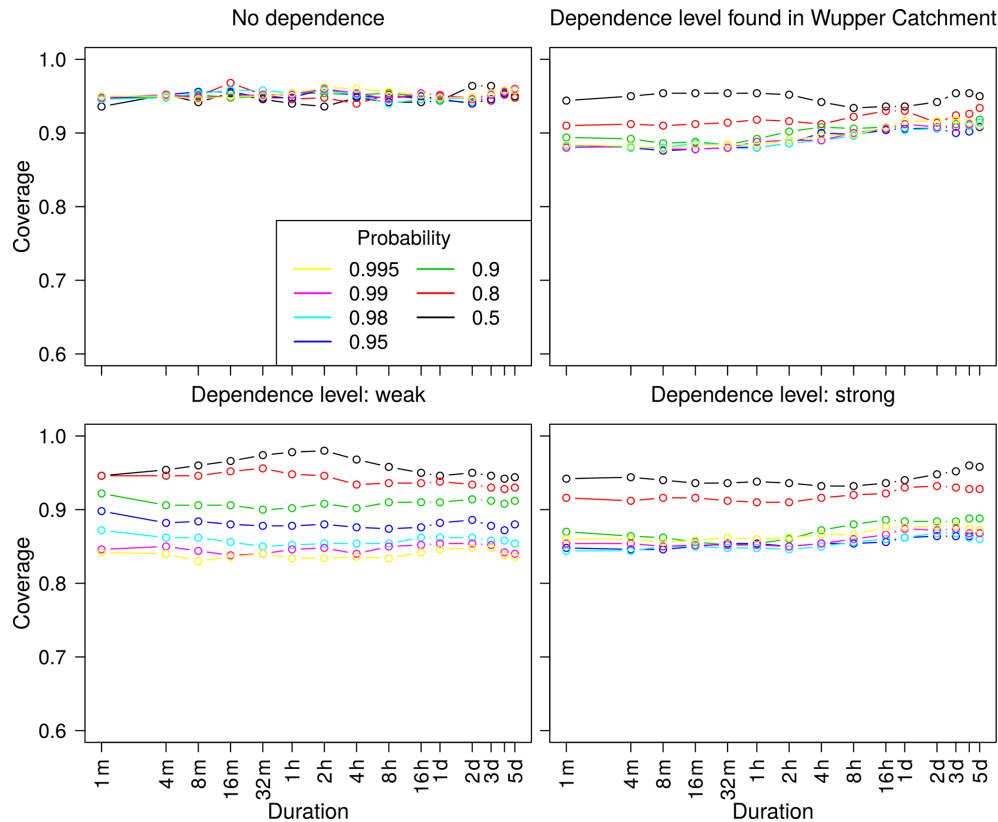 No dependence
Dependence level found in Wupper Catchment
1.0
0.9
0.8
0.7
0.6
Coverage
Probability
0.995 0.9
0.99 0.8
0.98 0.5
0.95
Dependence level: weak
Dependence level: strong
1.0
0.9
0.8
0.7
0.6
Coverage
1 m 4 m 8 m 16 m 32 m 1 h 2 h 4 h 8 h 16 h 1 d 2 d 3 d 5 d
1 m 4 m 8 m 16 m 32 m 1 h 2 h 4 h 8 h 16 h 1 d 2 d 3 d 5 d
Duration
Duration